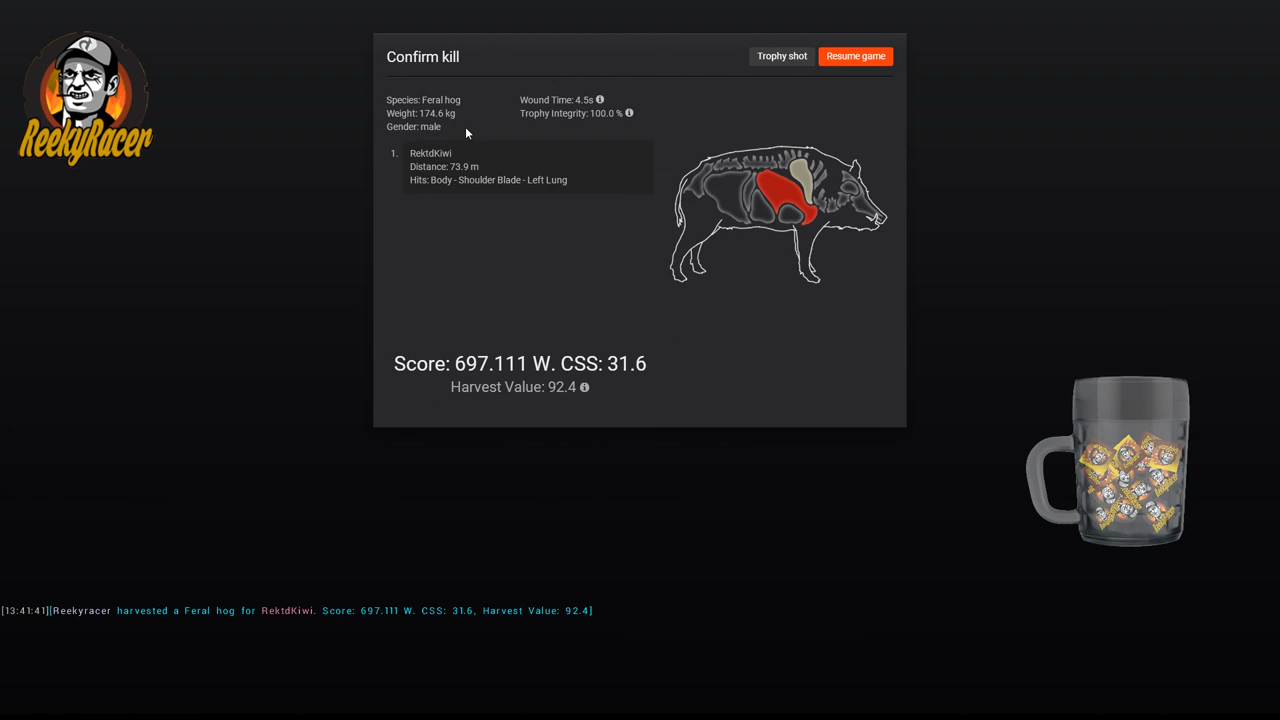 ReekyRacer
Confirm kill
Trophy shot
Resume game
Species: Feral hog
Weight: 174.6 kg
Gender: male
Wound Time: 4.5s
Trophy Integrity: 100.0 %
1.
RektdKiwi
Distance: 73.9 m
Hits: Body - Shoulder Blade - Left Lung
Score: 697.111 W. CSS: 31.6
Harvest Value: 92.4
[13:41:41][Reekyracer harvested a Feral hog for RektdKiwi. Score: 697.111 W. CSS: 31.6, Harvest Value: 92.4]